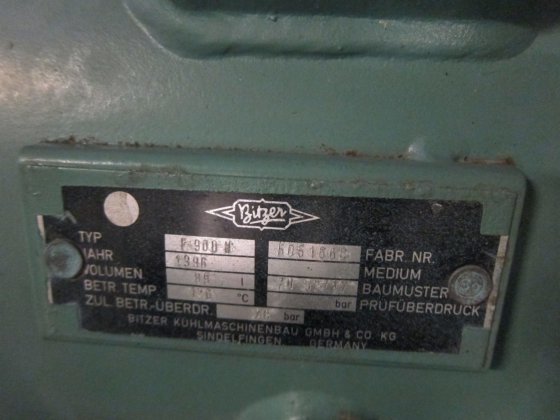 Bitzer
TYP F 900 N FABR. NR.
JAHR 1996 MEDIUM
VOLUMEN l BAUMUSTER
BETR. TEMP °C bar PRÜFÜBERDRUCK
ZUL. BETR.-ÜBERDR. bar
BITZER KÜHLMASCHINENBAU GMBH & CO. KG
SINDELFINGEN GERMANY